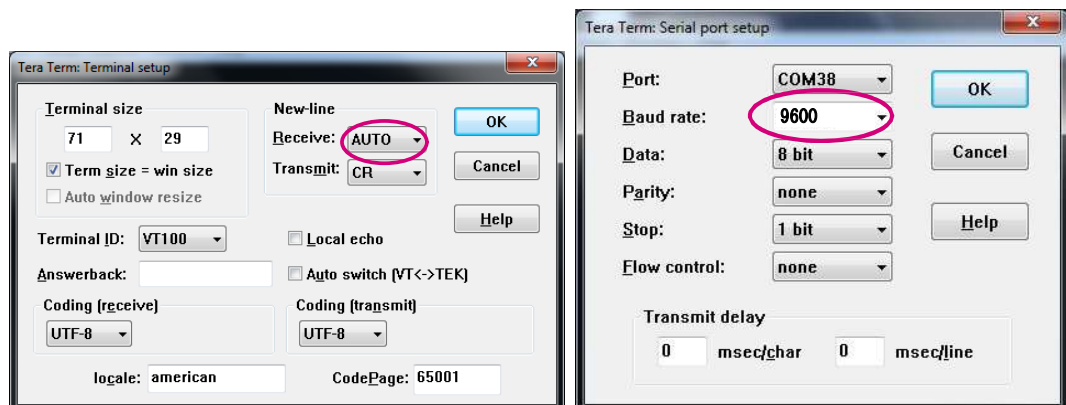 Tera Term: Terminal setup
Terminal size
71 X 29
Term size = win size
Auto window resize
New-line
Receive: AUTO
Transmit: CR
OK
Cancel
Help
Terminal ID: VT100
Local echo
Answerback:
Auto switch (VT<->TEK)
Coding (receive)
UTF-8
Coding (transmit)
UTF-8
locale: american
CodePage: 65001
Tera Term: Serial port setup
Port: COM38
Baud rate: 9600
Data: 8 bit
Parity: none
Stop: 1 bit
Flow control: none
OK
Cancel
Help
Transmit delay
0 msec/char 0 msec/line